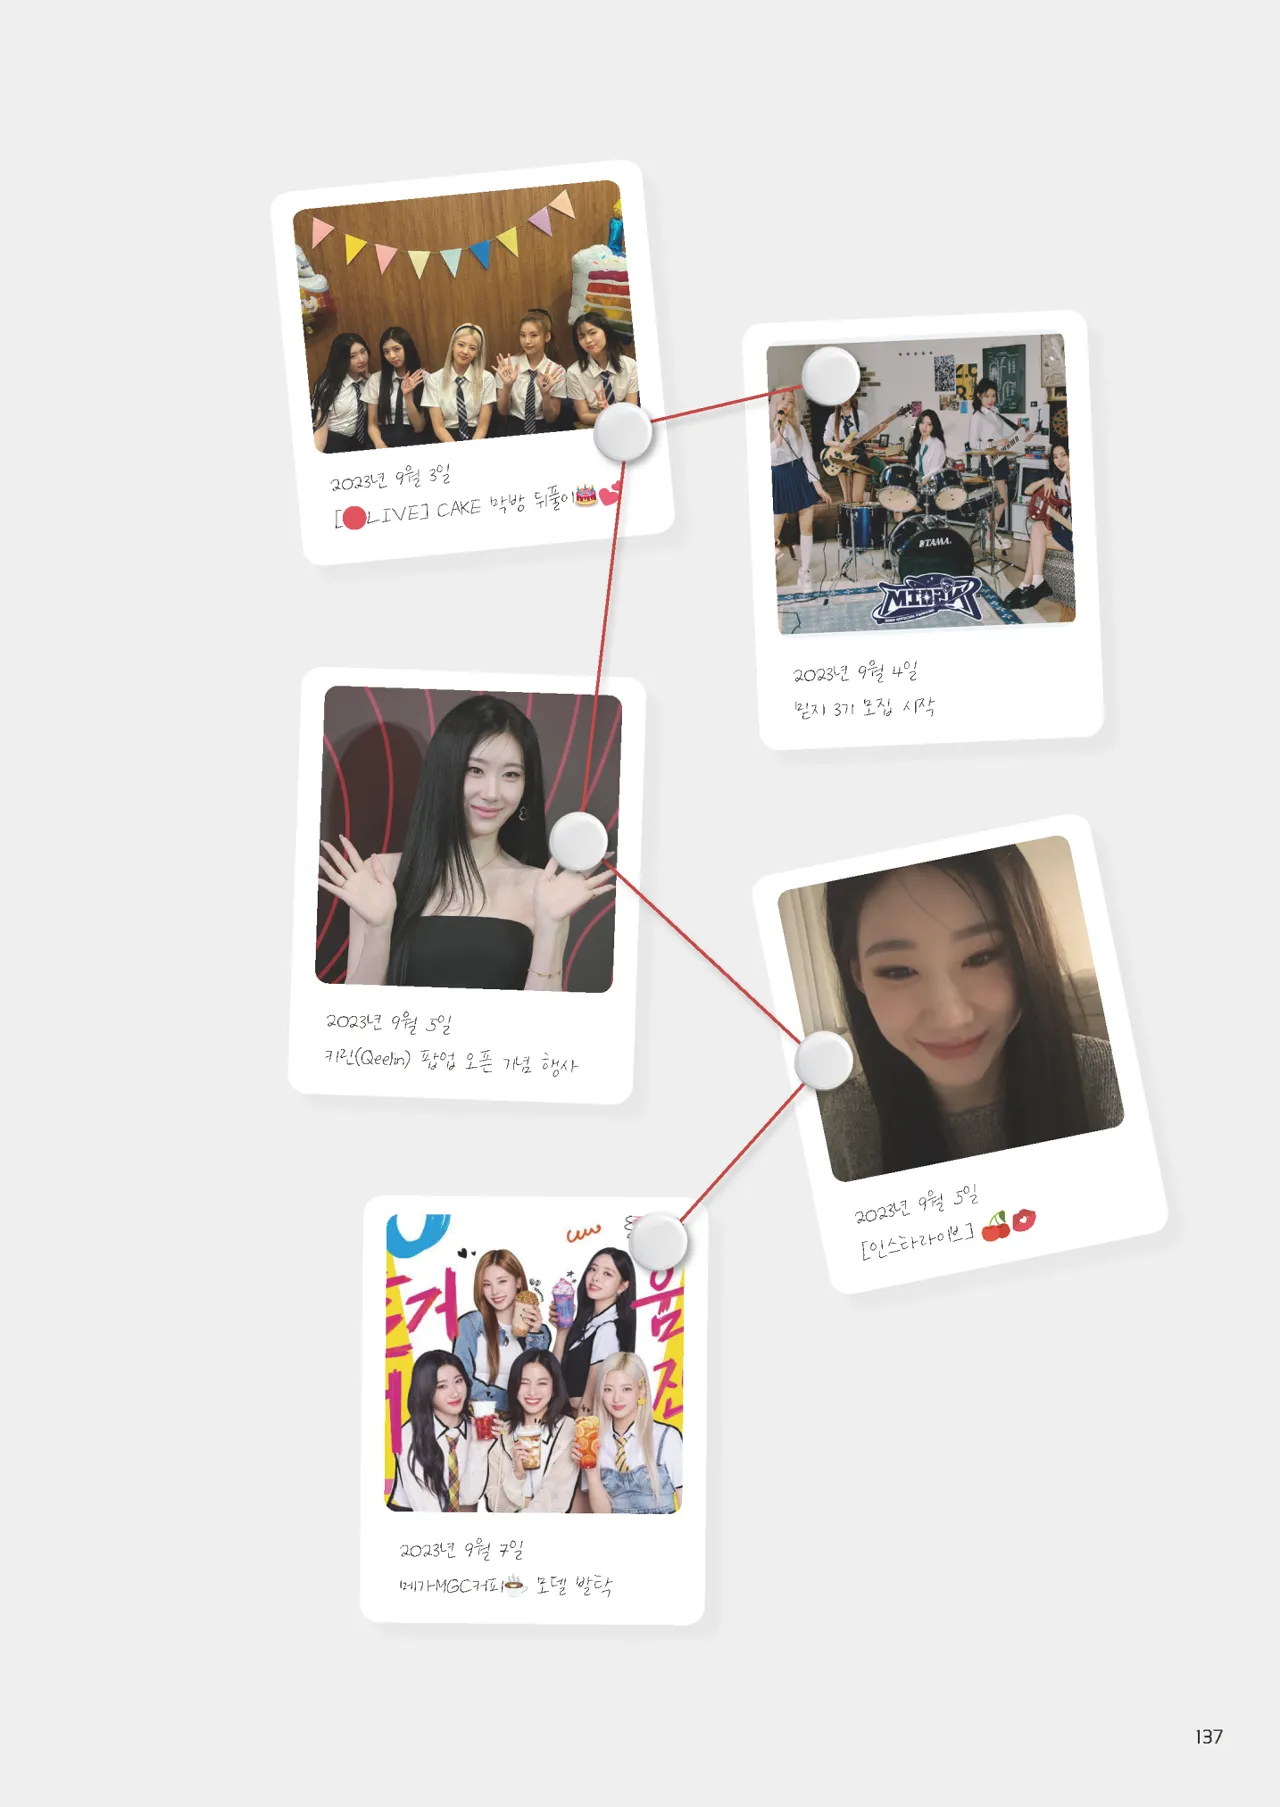 2023년 9월 3일
[🔴LIVE] CAKE 막방 뒤풀이🎂💕
TAMA
MIDZY
2023년 9월 4일
믿지 3기 모집 시작
2023년 9월 5일
키린(Qeelin) 팝업 오픈 기념 행사
2023년 9월 5일
[인스타라이브] 🍒💋
2023년 9월 7일
메가MGC커피☕ 모델 발탁
137